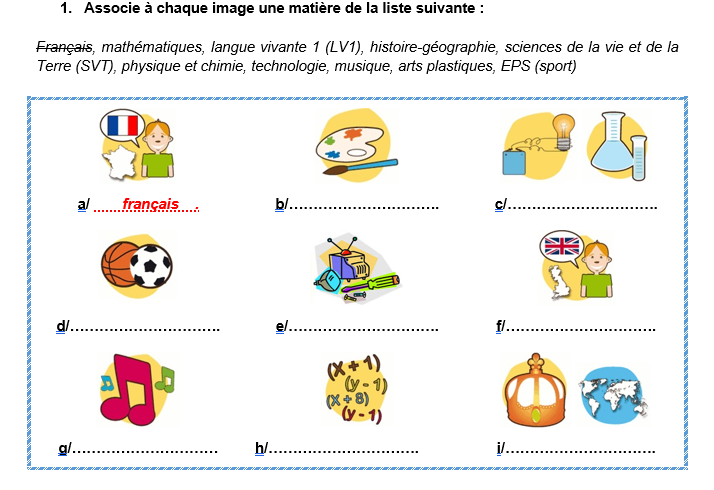 1. Associe à chaque image une matière de la liste suivante :
Français, mathématiques, langue vivante 1 (LV1), histoire-géographie, sciences de la vie et de la
Terre (SVT), physique et chimie, technologie, musique, arts plastiques, EPS (sport)
a/ ......français...... b/.................................. c/..................................
d/.................................. e/.................................. f/..................................
(x + 1)
(y - 1)
(x + 8)
(y - 1)
g/.................................. h/.................................. i/..................................